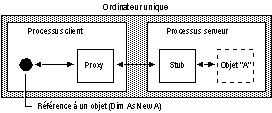 Ordinateur unique
Processus client
Processus serveur
Proxy
Stub
Objet "A"
Référence à un objet (Dim As New A)